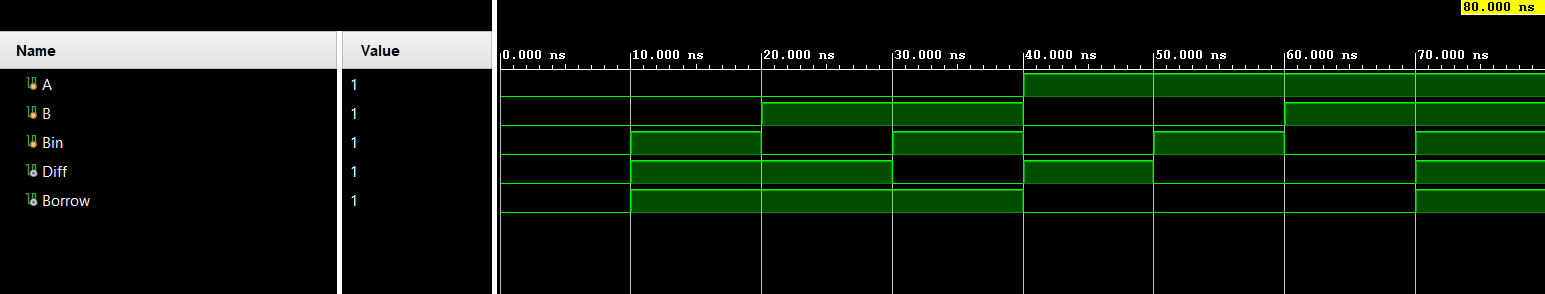 80.000 ns
Name Value
0.000 ns 10.000 ns 20.000 ns 30.000 ns 40.000 ns 50.000 ns 60.000 ns 70.000 ns
A 1
B 1
Bin 1
Diff 1
Borrow 1